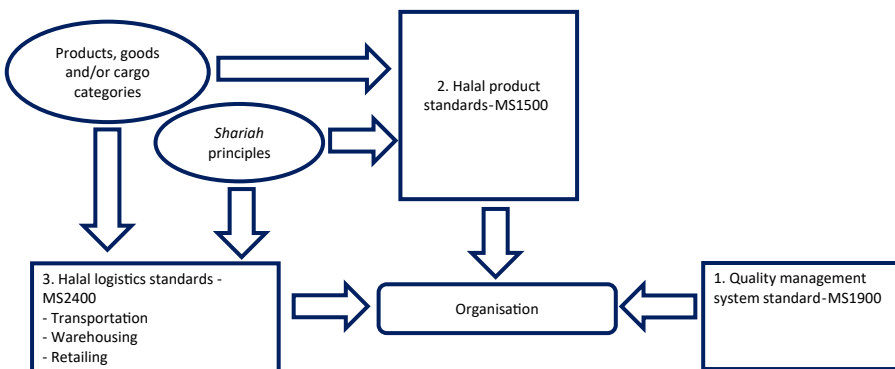 Products, goods
and/or cargo
categories
2. Halal product
standards-MS1500
Shariah
principles
3. Halal logistics standards -
MS2400
- Transportation
- Warehousing
- Retailing
Organisation
1. Quality management
system standard-MS1900